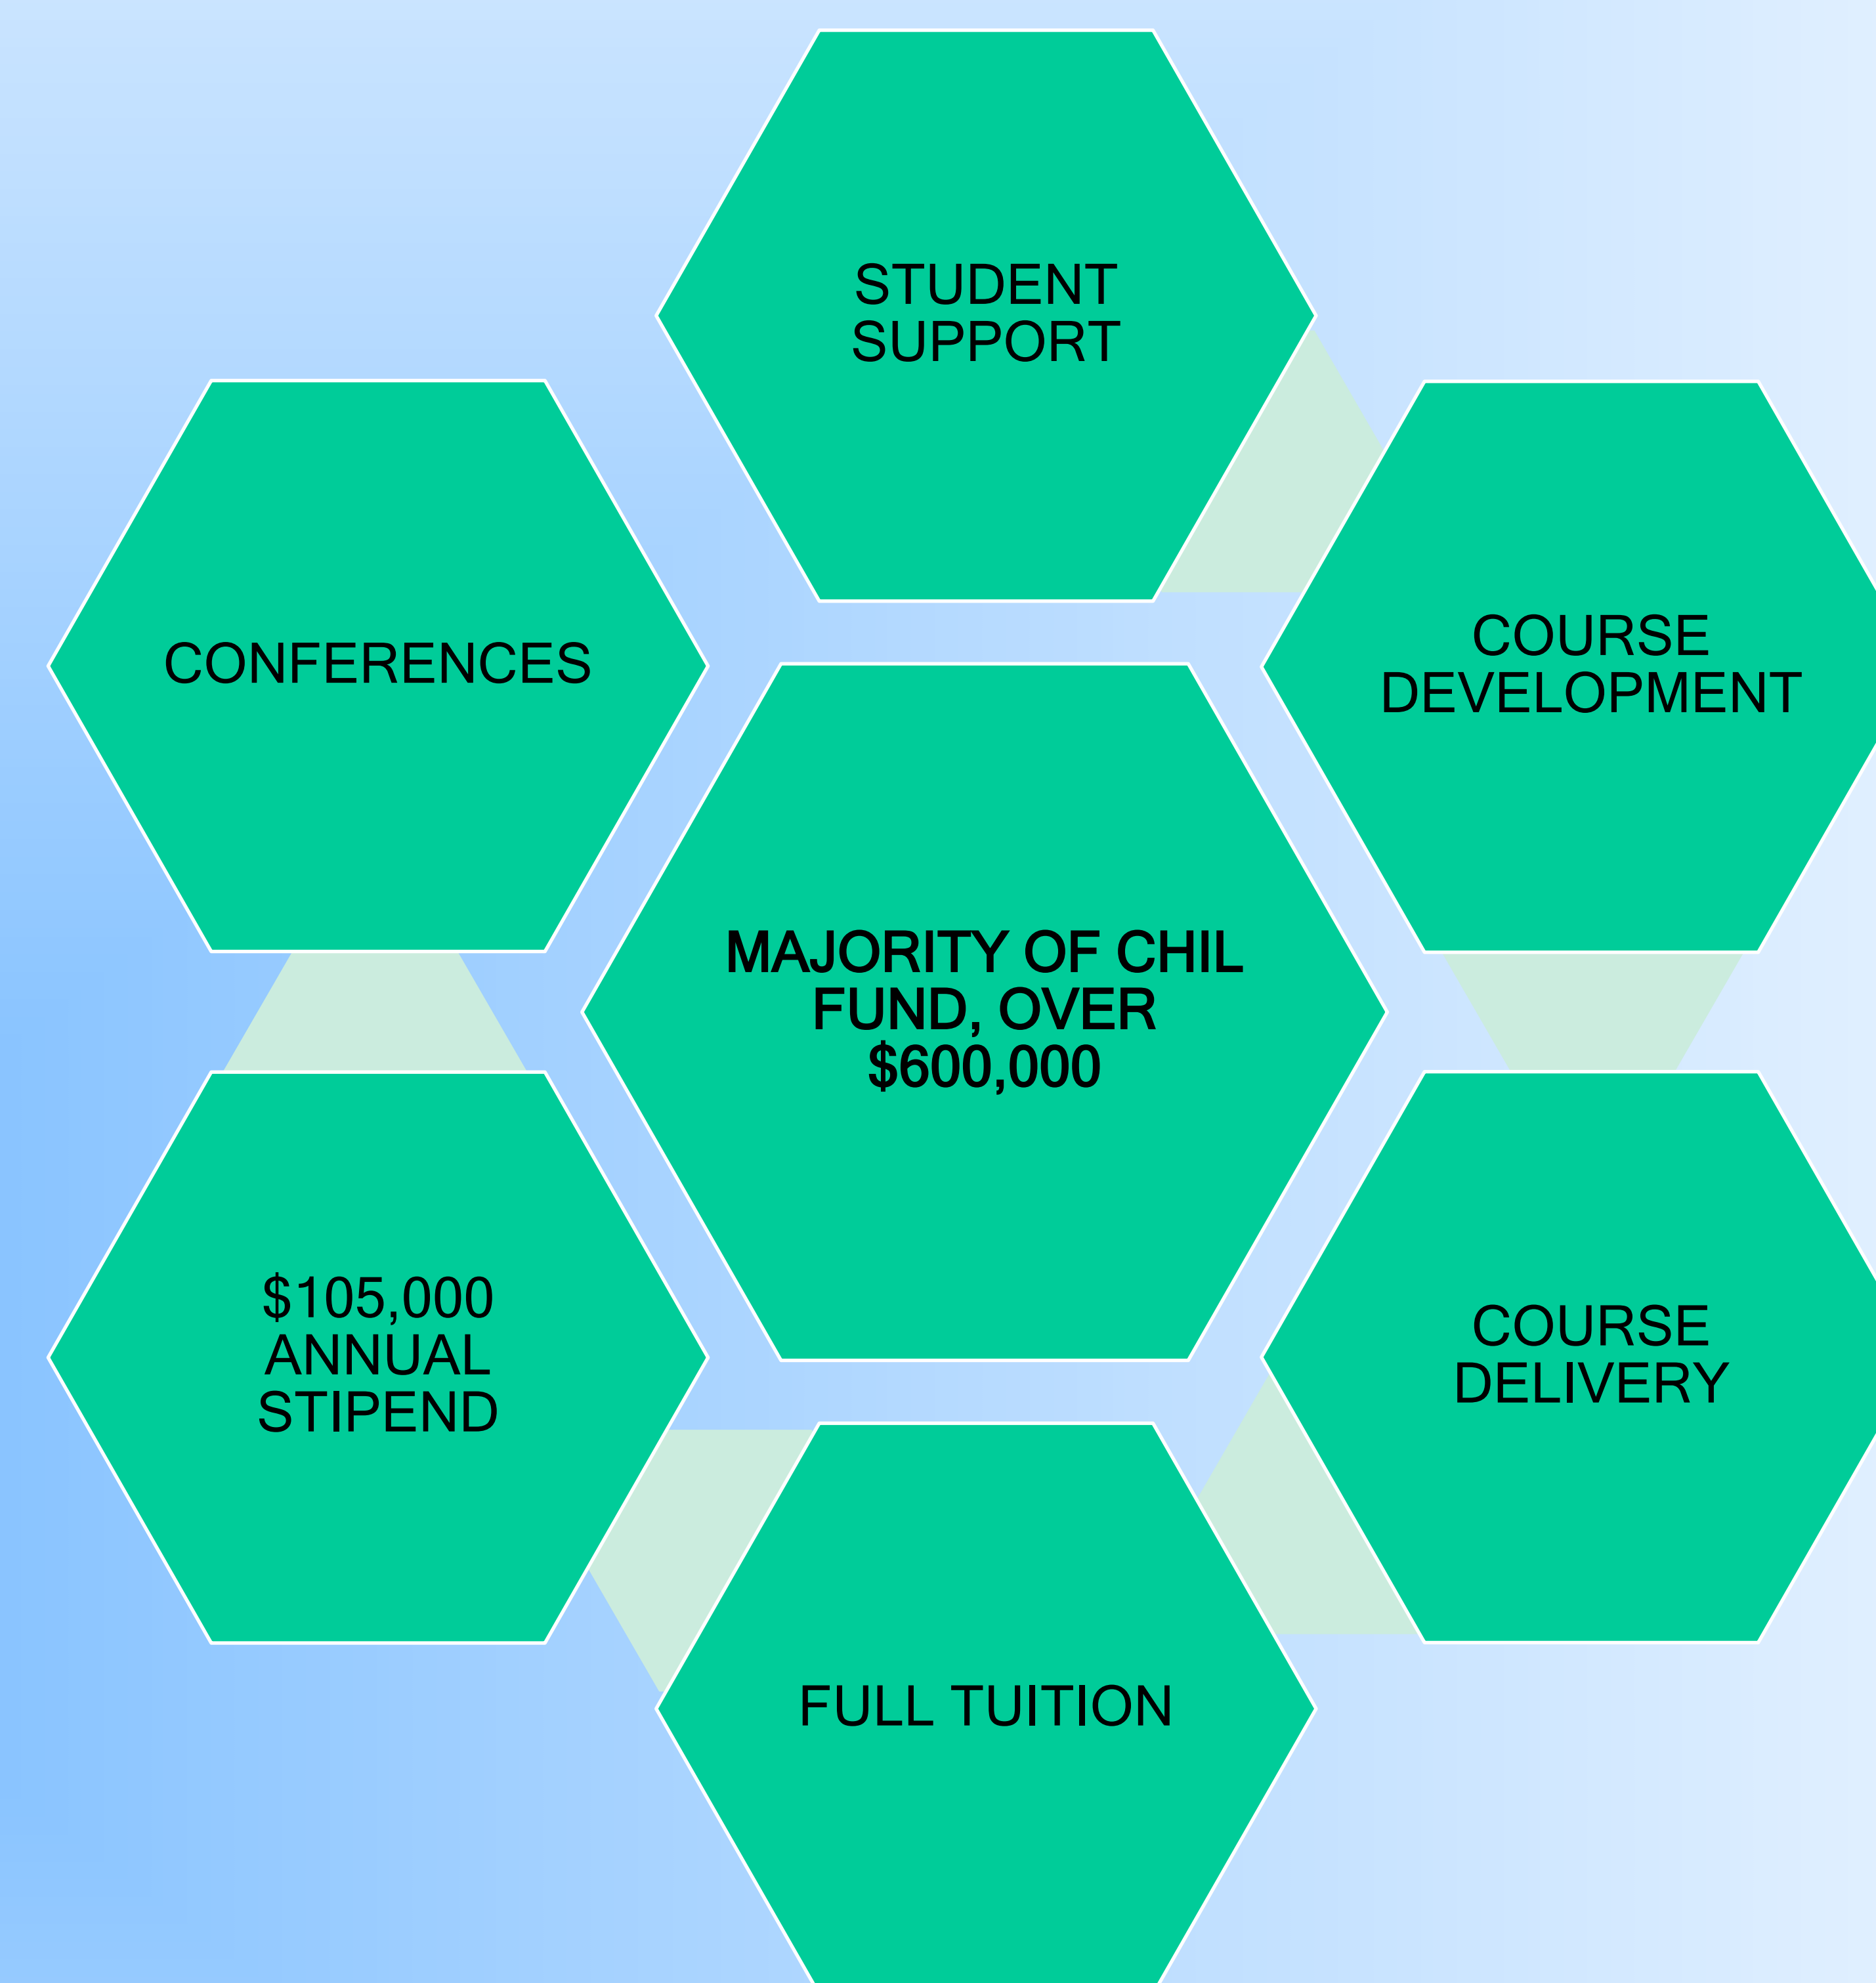 STUDENT
SUPPORT
CONFERENCES
COURSE
DEVELOPMENT
MAJORITY OF CHIL
FUND, OVER
$600,000
$105,000
ANNUAL
STIPEND
COURSE
DELIVERY
FULL TUITION